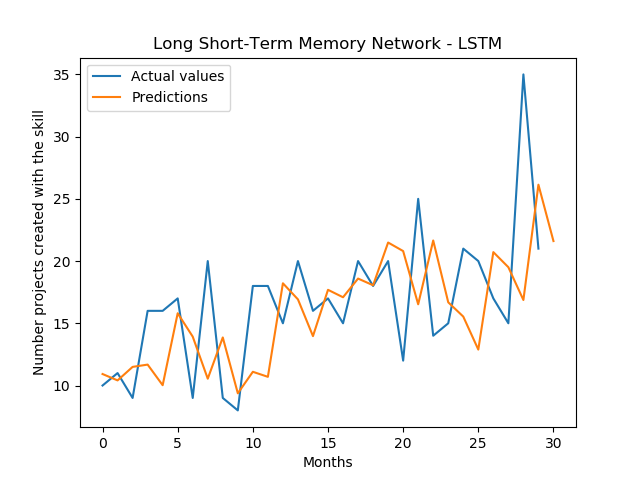 Long Short-Term Memory Network - LSTM
Actual values
Predictions
Number projects created with the skill
35
30
25
20
15
10
0
5
10
15
20
25
30
Months